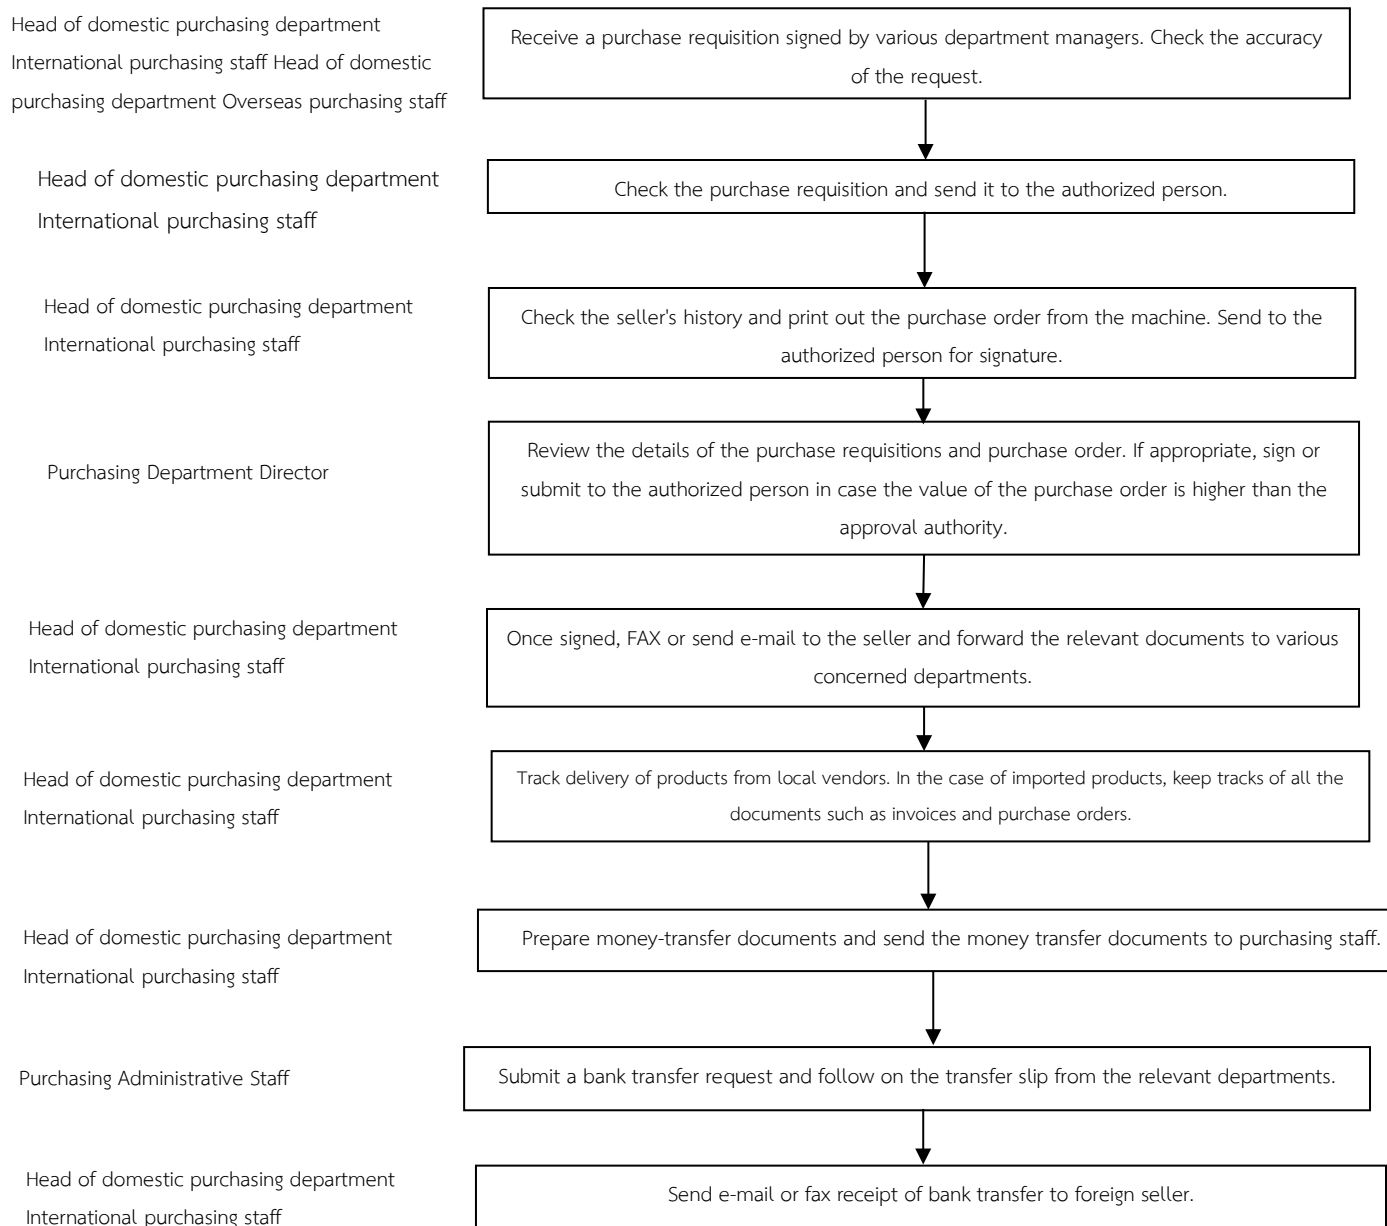 Head of domestic purchasing department
International purchasing staff Head of domestic
purchasing department Overseas purchasing staff
Receive a purchase requisition signed by various department managers. Check the accuracy
of the request.
Head of domestic purchasing department
International purchasing staff
Check the purchase requisition and send it to the authorized person.
Head of domestic purchasing department
International purchasing staff
Check the seller's history and print out the purchase order from the machine. Send to the
authorized person for signature.
Purchasing Department Director
Review the details of the purchase requisitions and purchase order. If appropriate, sign or
submit to the authorized person in case the value of the purchase order is higher than the
approval authority.
Head of domestic purchasing department
International purchasing staff
Once signed, FAX or send e-mail to the seller and forward the relevant documents to various
concerned departments.
Head of domestic purchasing department
International purchasing staff
Track delivery of products from local vendors. In the case of imported products, keep tracks of all the
documents such as invoices and purchase orders.
Head of domestic purchasing department
International purchasing staff
Prepare money-transfer documents and send the money transfer documents to purchasing staff.
Purchasing Administrative Staff
Submit a bank transfer request and follow on the transfer slip from the relevant departments.
Head of domestic purchasing department
International purchasing staff
Send e-mail or fax receipt of bank transfer to foreign seller.